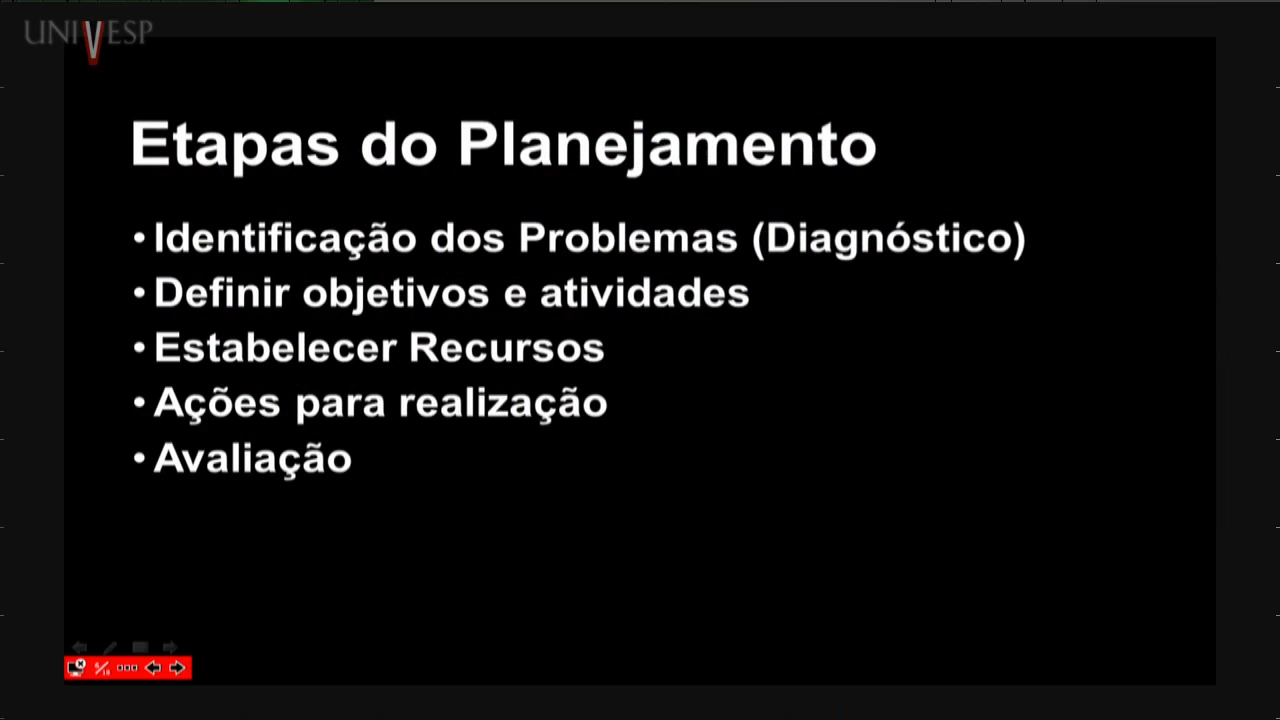 UNIVESP
Etapas do Planejamento
• Identificação dos Problemas (Diagnóstico)
• Definir objetivos e atividades
• Estabelecer Recursos
• Ações para realização
• Avaliação